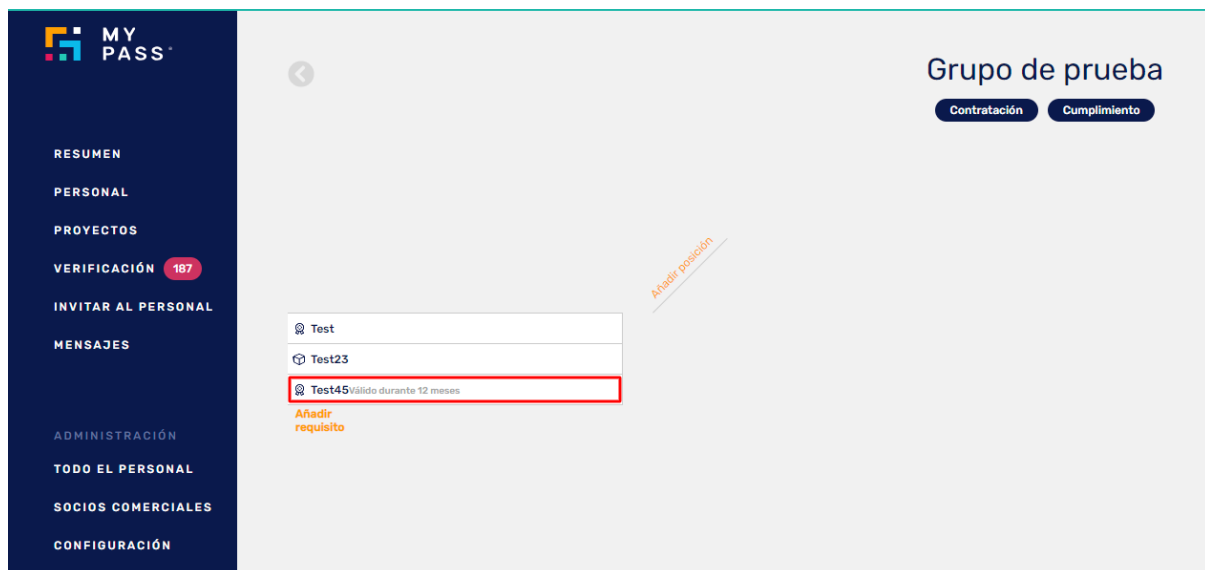 MY
PASS
RESUMEN
PERSONAL
PROYECTOS
VERIFICACIÓN 187
INVITAR AL PERSONAL
MENSAJES
ADMINISTRACIÓN
TODO EL PERSONAL
SOCIOS COMERCIALES
CONFIGURACIÓN
Grupo de prueba
Contratación Cumplimiento
Añadir posición
Test
Test23
Test45Válido durante 12 meses
Añadir
requisito